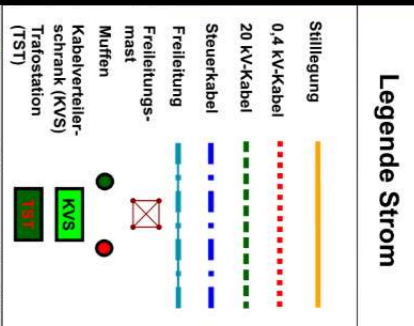 Legende Strom
Stilllegung
0,4 kV-Kabel
20 kV-Kabel
Steuerkabel
Freileitung
Freileitungs-
mast
Muffen
Kabelverteiler-
schrank (KVS)
KVS
Trafostation
(TST)
TST